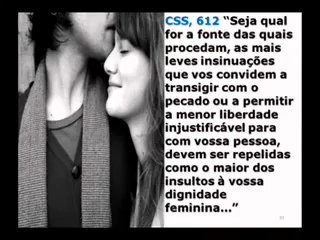 CSS, 612 “Seja qual
for a fonte das quais
procedam, as mais
leves insinuações
que vos convidem a
transigir com o
pecado ou a permitir
a menor liberdade
injustificável para
com vossa pessoa,
devem ser repelidas
como o maior dos
insultos à vossa
dignidade
feminina...”